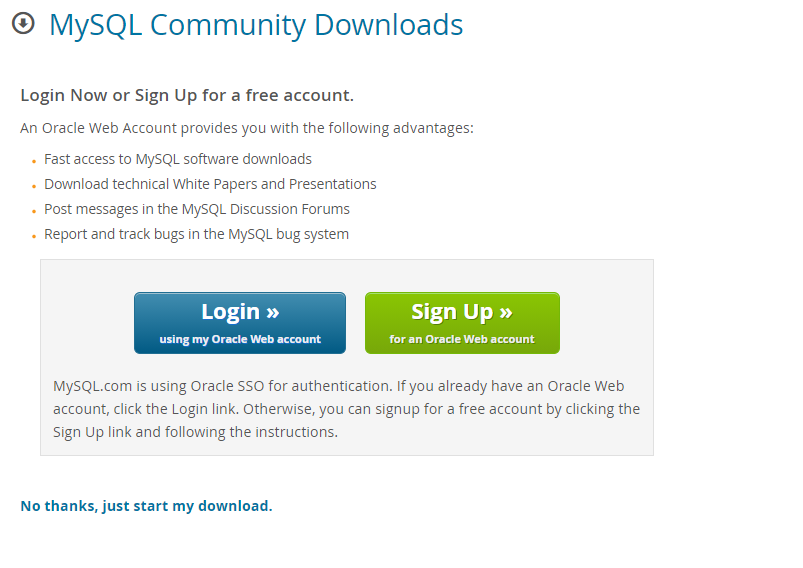 MySQL Community Downloads
Login Now or Sign Up for a free account.
An Oracle Web Account provides you with the following advantages:
Fast access to MySQL software downloads
Download technical White Papers and Presentations
Post messages in the MySQL Discussion Forums
Report and track bugs in the MySQL bug system
Login »
using my Oracle Web account
Sign Up »
for an Oracle Web account
MySQL.com is using Oracle SSO for authentication. If you already have an Oracle Web
account, click the Login link. Otherwise, you can signup for a free account by clicking the
Sign Up link and following the instructions.
No thanks, just start my download.